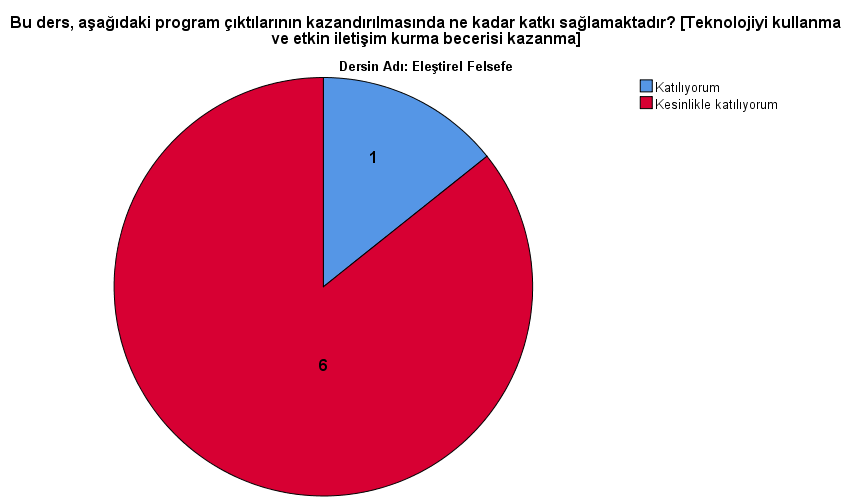 Bu ders, aşağıdaki program çıktılarının kazandırılmasında ne kadar katkı sağlamaktadır? [Teknolojiyi kullanma
ve etkin iletişim kurma becerisi kazanma]
Dersin Adı: Eleştirel Felsefe
Katılıyorum
Kesinlikle katılıyorum
1
6